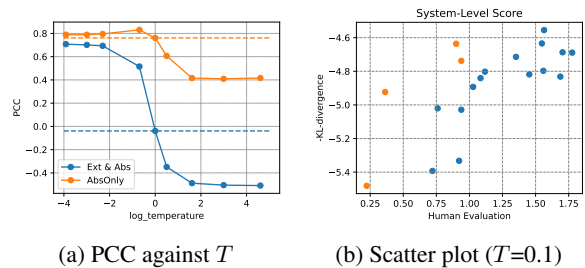 0.8
0.6
0.4
0.2
0.0
−0.2
−0.4
PCC
Ext & Abs
AbsOnly
−4 −2 0 2 4
log_temperature
(a) PCC against T
System-Level Score
−4.6
−4.8
−5.0
−5.2
−5.4
-KL-divergence
0.25 0.50 0.75 1.00 1.25 1.50 1.75
Human Evaluation
(b) Scatter plot (T=0.1)